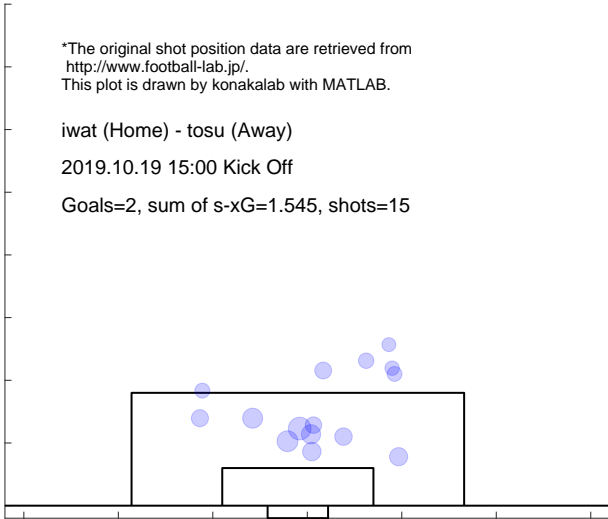 *The original shot position data are retrieved from
http://www.football-lab.jp/.
This plot is drawn by konakalab with MATLAB.
iwat (Home) - tosu (Away)
2019.10.19 15:00 Kick Off
Goals=2, sum of s-xG=1.545, shots=15